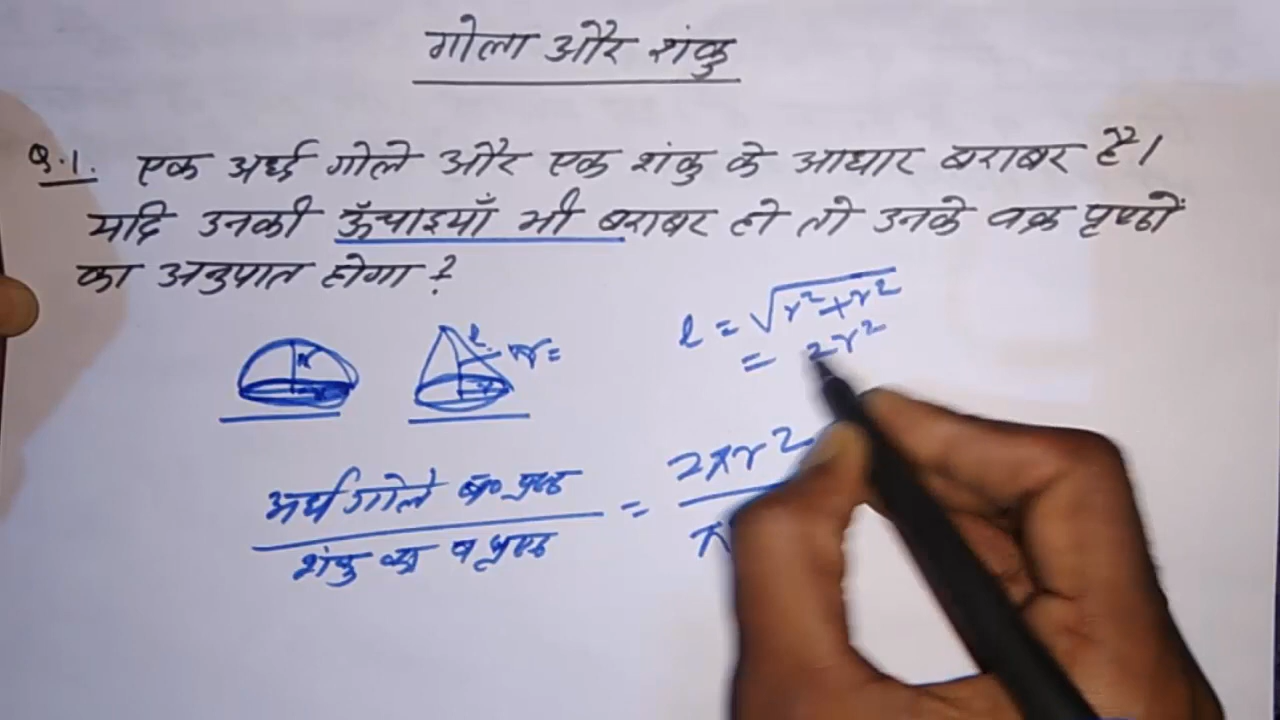 गोला और शंकु
Q.1. एक अर्ध गोले और एक शंकु के आधार बराबर है।
यदि उनकी ऊँचाइयाँ भी बराबर हो तो उनके वक्र पृष्ठों
का अनुपात होगा ?
l = √r²+r²
= 2r²
l r =
r r
अर्ध गोले व० पृष्ठ = 2πr²
शंकु का व पृष्ठ π